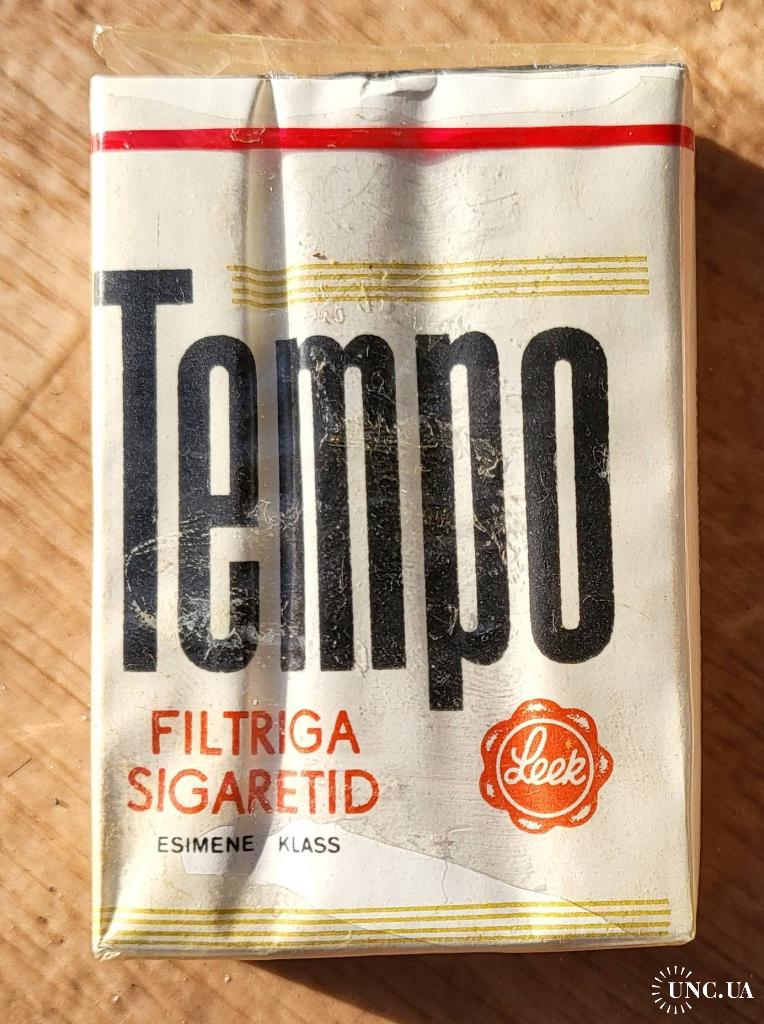 Tempo
FILTRIGA
SIGARETID
ESIMENE KLASS
Leek
UNC.UA